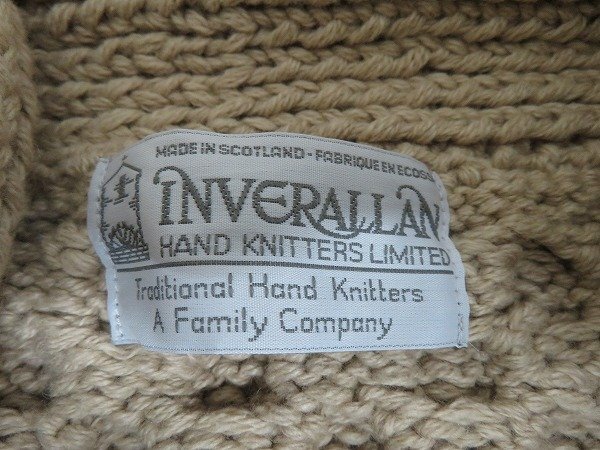 MADE IN SCOTLAND - FABRIQUE EN ECOSS
INVERALLAN
HAND KNITTERS LIMITED
Traditional Hand Knitters
A Family Company